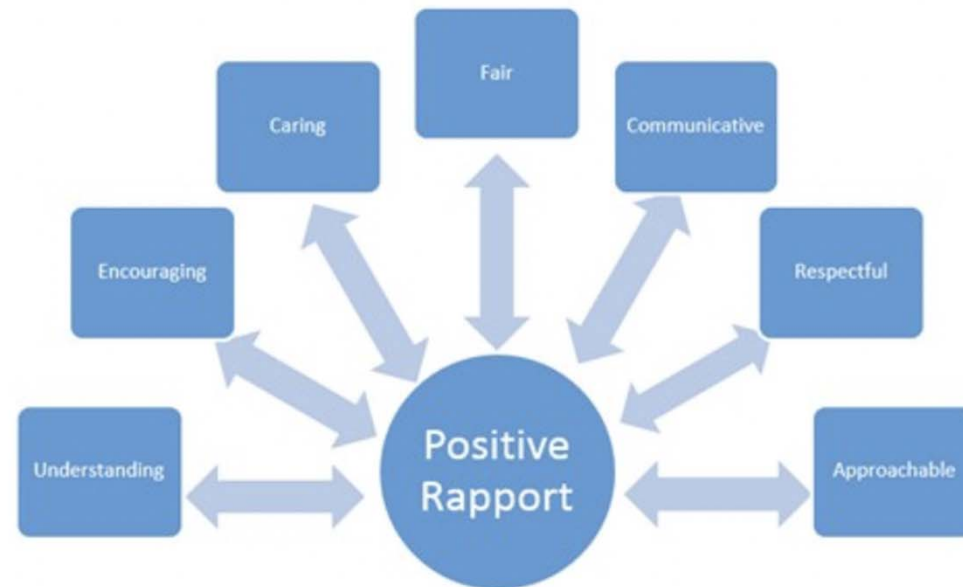 Fair
Caring
Communicative
Encouraging
Respectful
Understanding
Positive
Rapport
Approachable